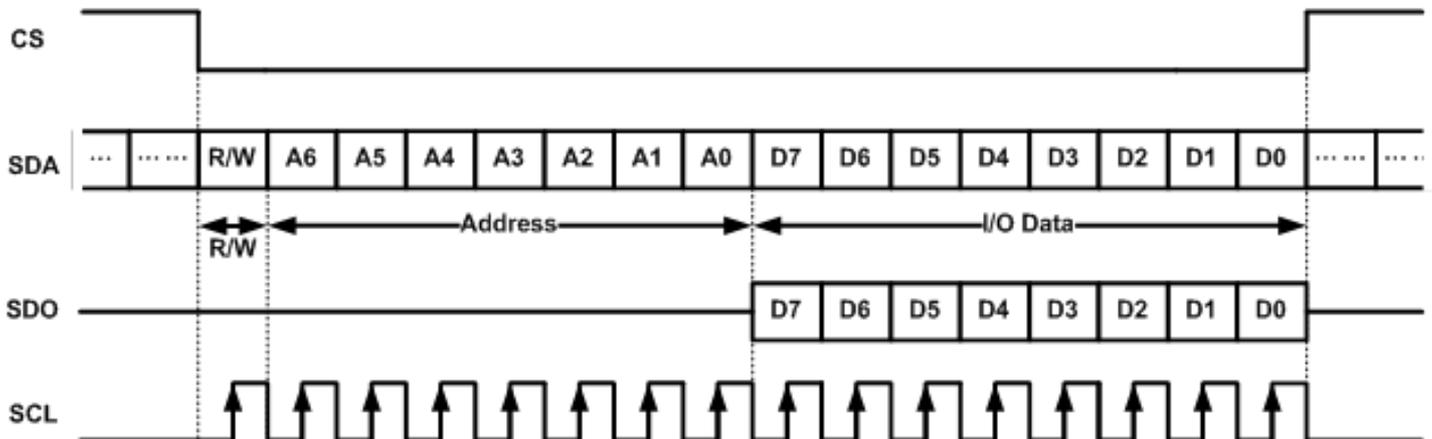 CS
SDA ... ... ... R/W A6 A5 A4 A3 A2 A1 A0 D7 D6 D5 D4 D3 D2 D1 D0 ... ... ... ...
R/W Address I/O Data
SDO D7 D6 D5 D4 D3 D2 D1 D0
SCL